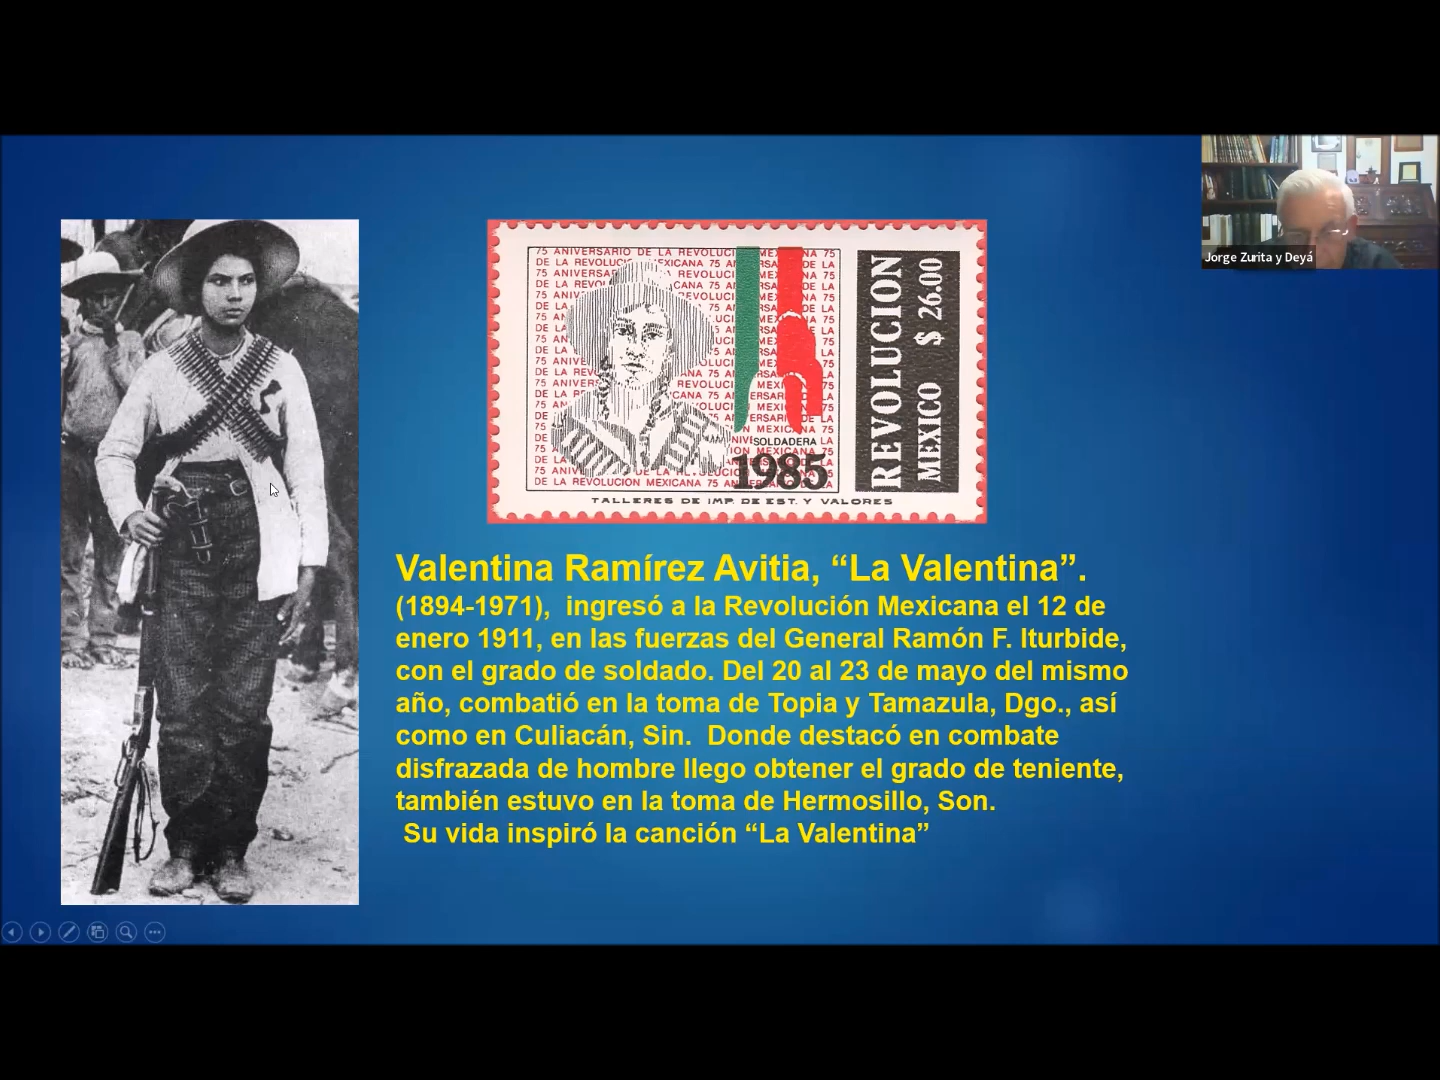 Jorge Zurita y Deyá
REVOLUCION
MEXICO $ 26.00
SOLDADERA
1985
TALLERES DE IMP. DE EST. Y VALORES
75 ANIVERSARIO DE LA REVOLUCI
DE LA REVOLUCION MEXICANA 75
Valentina Ramírez Avitia, “La Valentina”.
(1894-1971),  ingresó a la Revolución Mexicana el 12 de
enero 1911, en las fuerzas del General Ramón F. Iturbide,
con el grado de soldado. Del 20 al 23 de mayo del mismo
año, combatió en la toma de Topia y Tamazula, Dgo., así
como en Culiacán, Sin.  Donde destacó en combate
disfrazada de hombre llego obtener el grado de teniente,
también estuvo en la toma de Hermosillo, Son.
Su vida inspiró la canción “La Valentina”